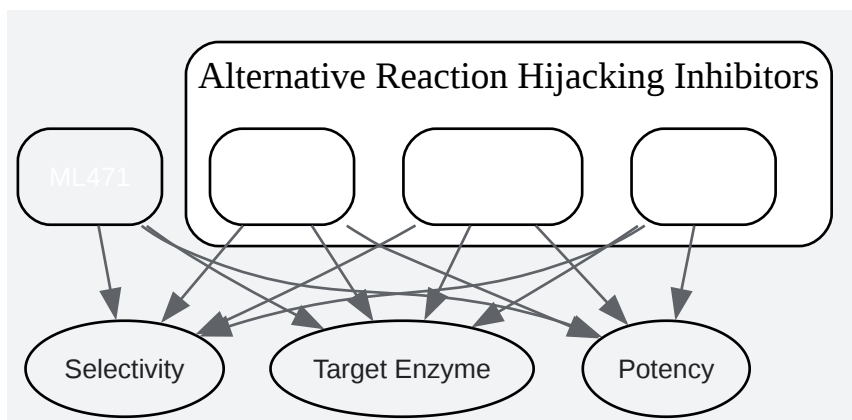 Alternative Reaction Hijacking Inhibitors
ML471
Selectivity
Target Enzyme
Potency